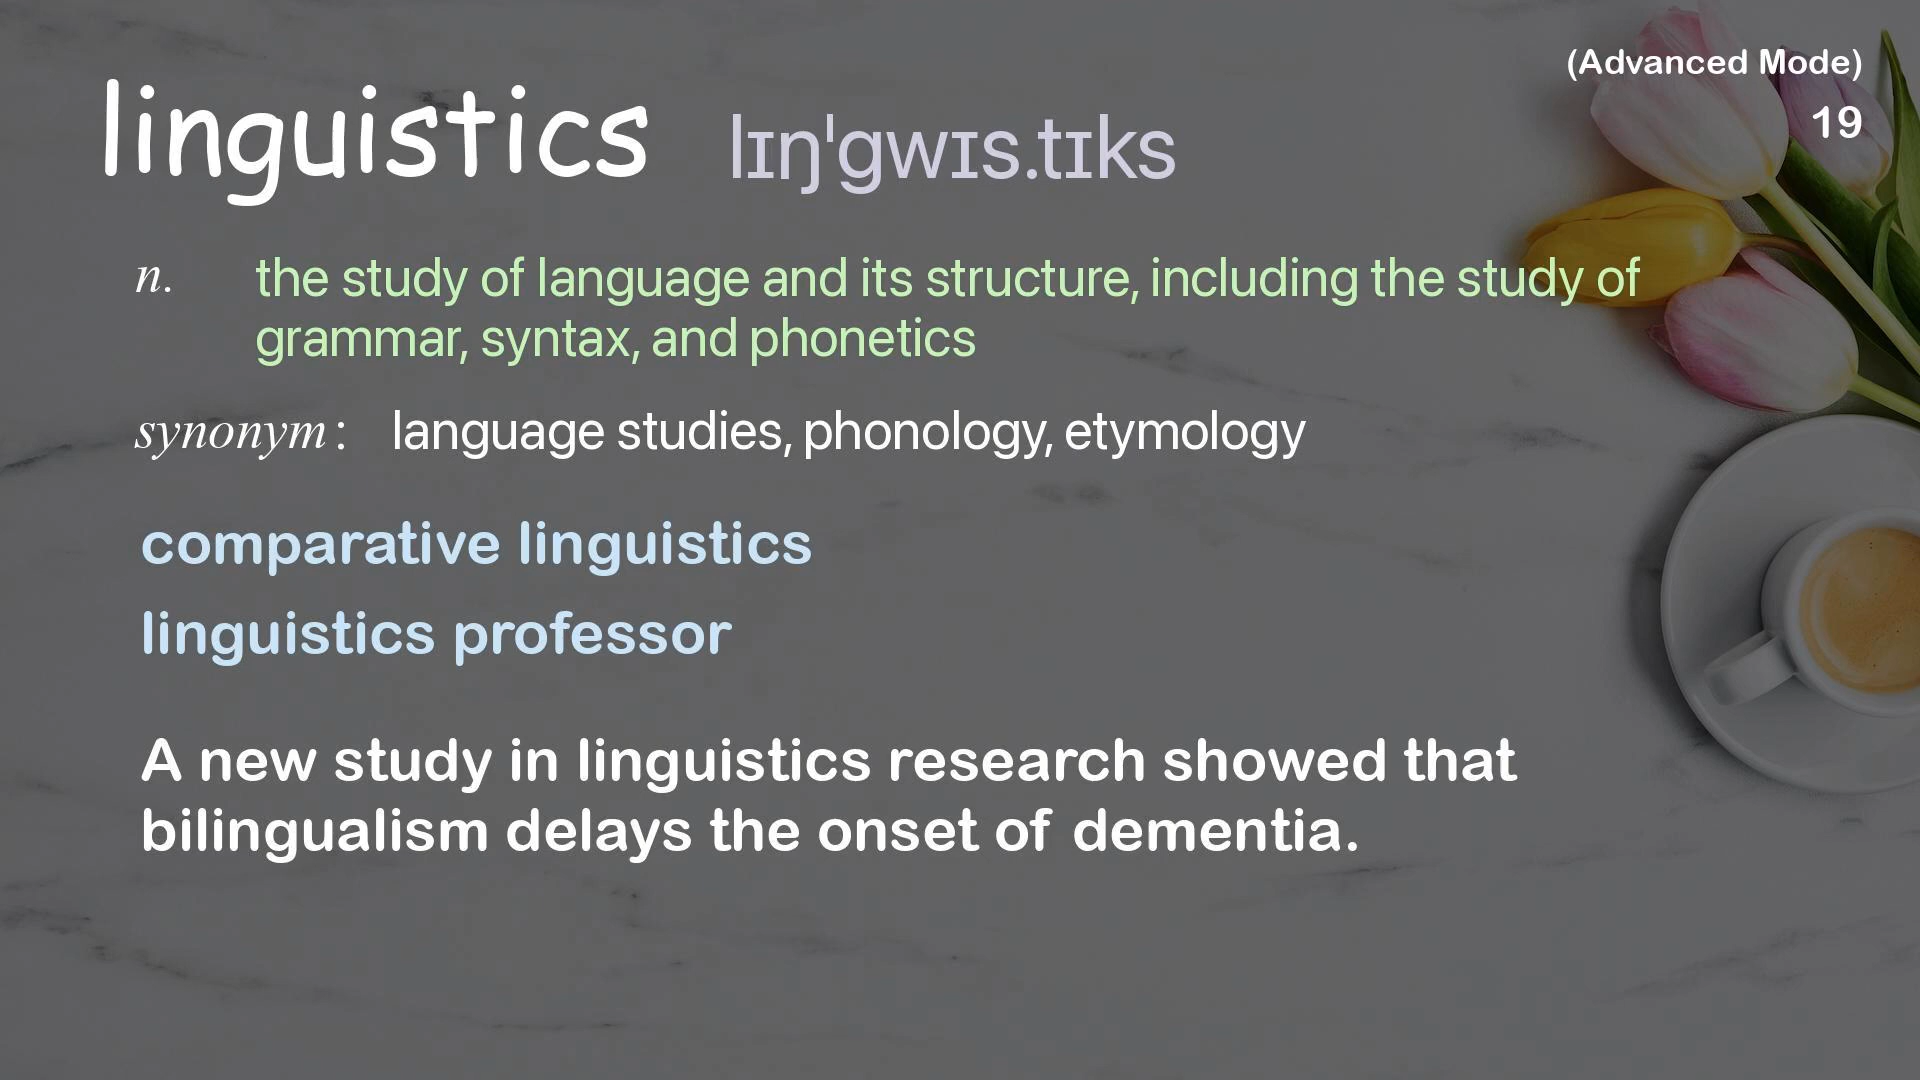 (Advanced Mode)
19
linguistics lɪŋˈgwɪs.tɪks
n. the study of language and its structure, including the study of
grammar, syntax, and phonetics
synonym: language studies, phonology, etymology
comparative linguistics
linguistics professor
A new study in linguistics research showed that
bilingualism delays the onset of dementia.